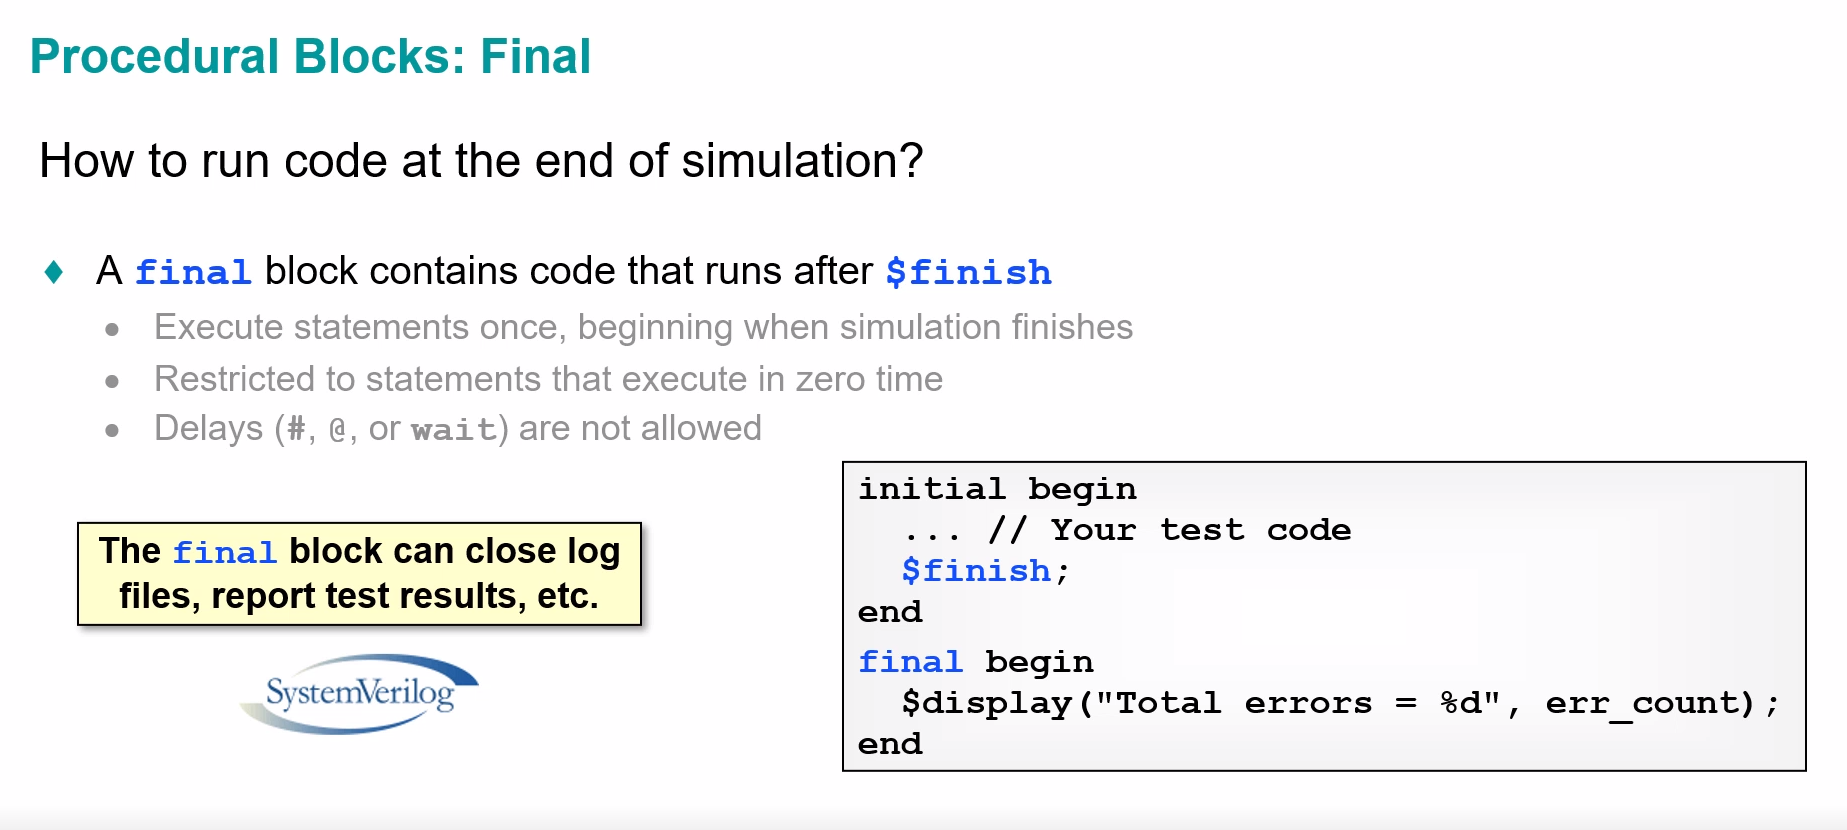 Procedural Blocks: Final
How to run code at the end of simulation?
♦ A final block contains code that runs after $finish
● Execute statements once, beginning when simulation finishes
● Restricted to statements that execute in zero time
● Delays (#, @, or wait) are not allowed
The final block can close log
files, report test results, etc.
SystemVerilog
initial begin
  ... // Your test code
  $finish;
end
final begin
  $display("Total errors = %d", err_count);
end